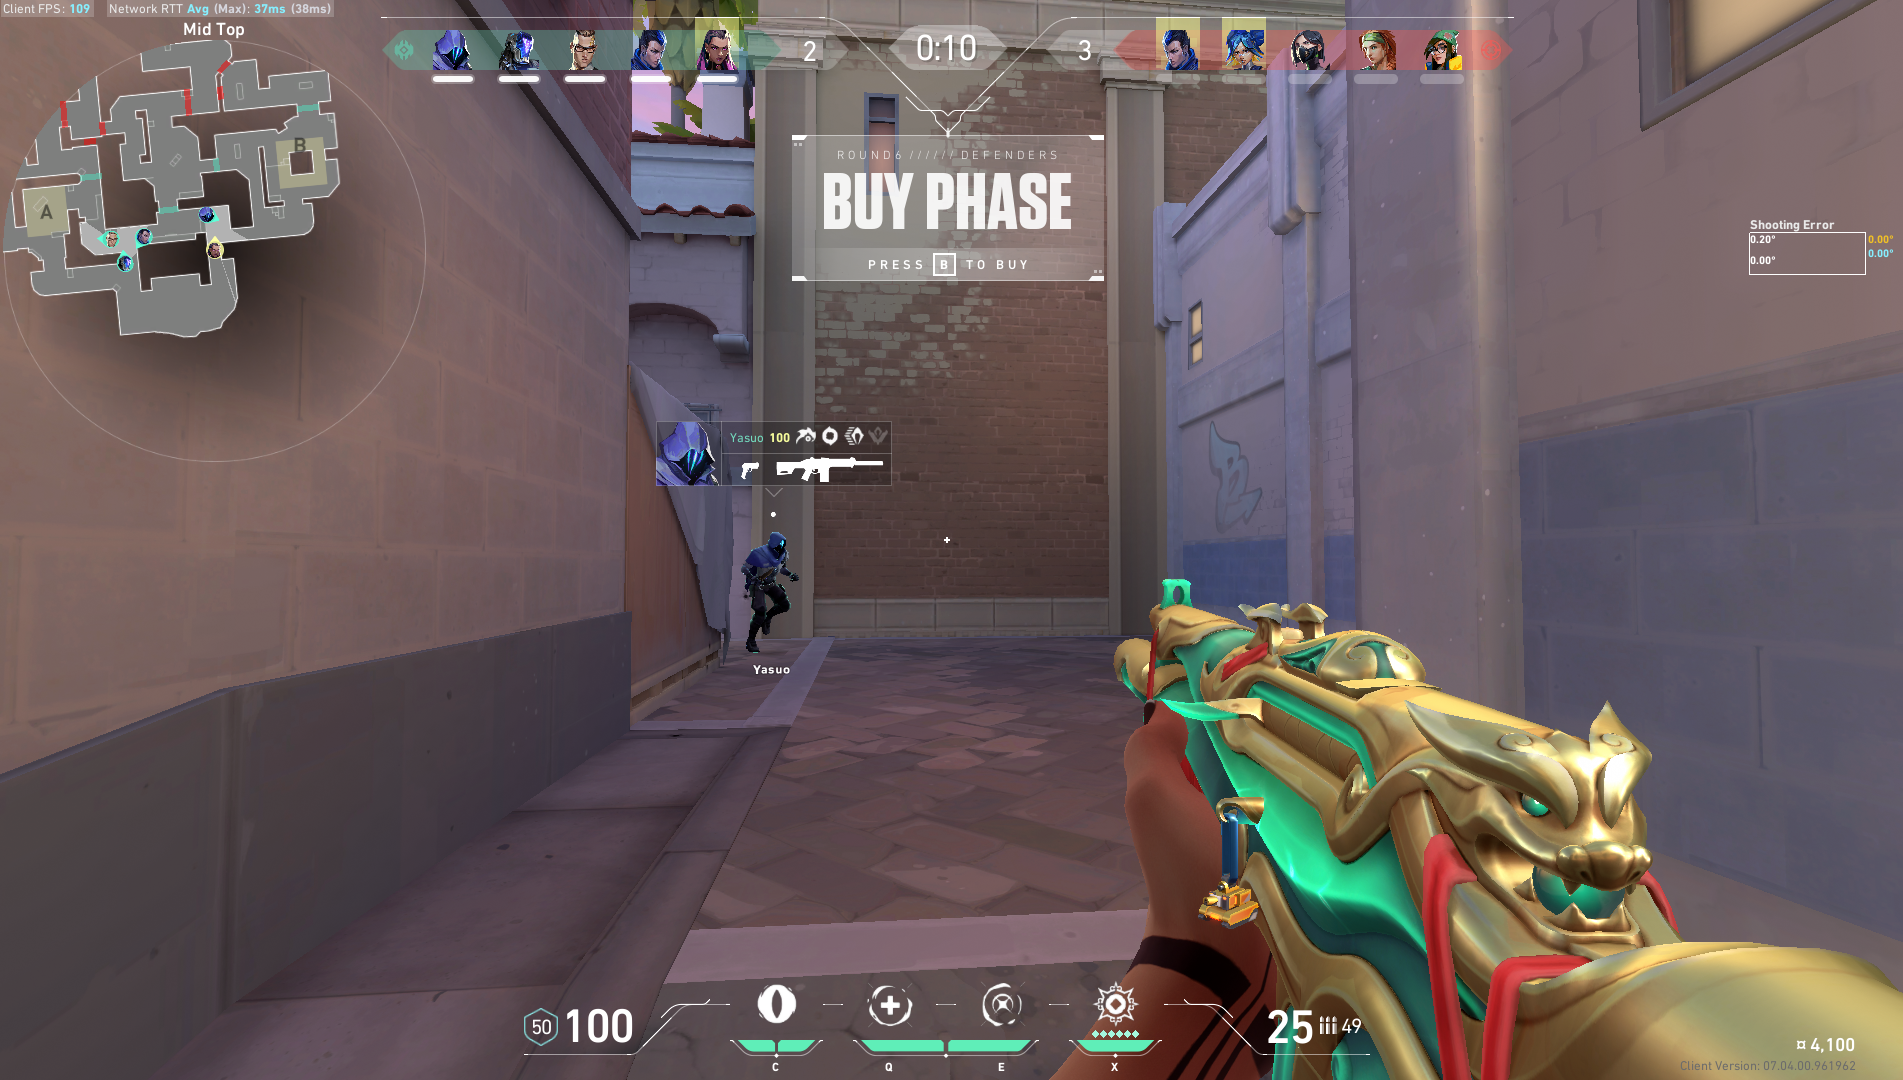 Client FPS: 109 Network RTT Avg (Max): 37ms (38ms)
Mid Top
2 0:10 3
B
A
ROUND 6 ////// DEFENDERS
BUY PHASE
PRESS B TO BUY
Shooting Error
0.20° 0.00°
0.00° 0.00°
Yasuo 100
Yasuo
50 100
25 49
C Q E X
¤ 4,100
Client Version: 07.04.00.961962